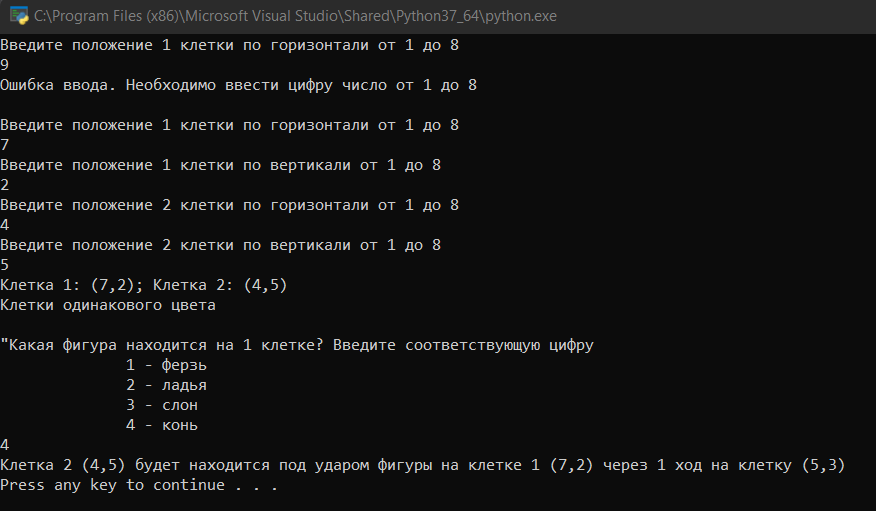 C:\Program Files (x86)\Microsoft Visual Studio\Shared\Python37_64\python.exe
Введите положение 1 клетки по горизонтали от 1 до 8
9
Ошибка ввода. Необходимо ввести цифру число от 1 до 8
Введите положение 1 клетки по горизонтали от 1 до 8
7
Введите положение 1 клетки по вертикали от 1 до 8
2
Введите положение 2 клетки по горизонтали от 1 до 8
4
Введите положение 2 клетки по вертикали от 1 до 8
5
Клетка 1: (7,2); Клетка 2: (4,5)
Клетки одинакового цвета
"Какая фигура находится на 1 клетке? Введите соответствующую цифру
1 - ферзь
2 - ладья
3 - слон
4 - конь
4
Клетка 2 (4,5) будет находится под ударом фигуры на клетке 1 (7,2) через 1 ход на клетку (5,3)
Press any key to continue . . .